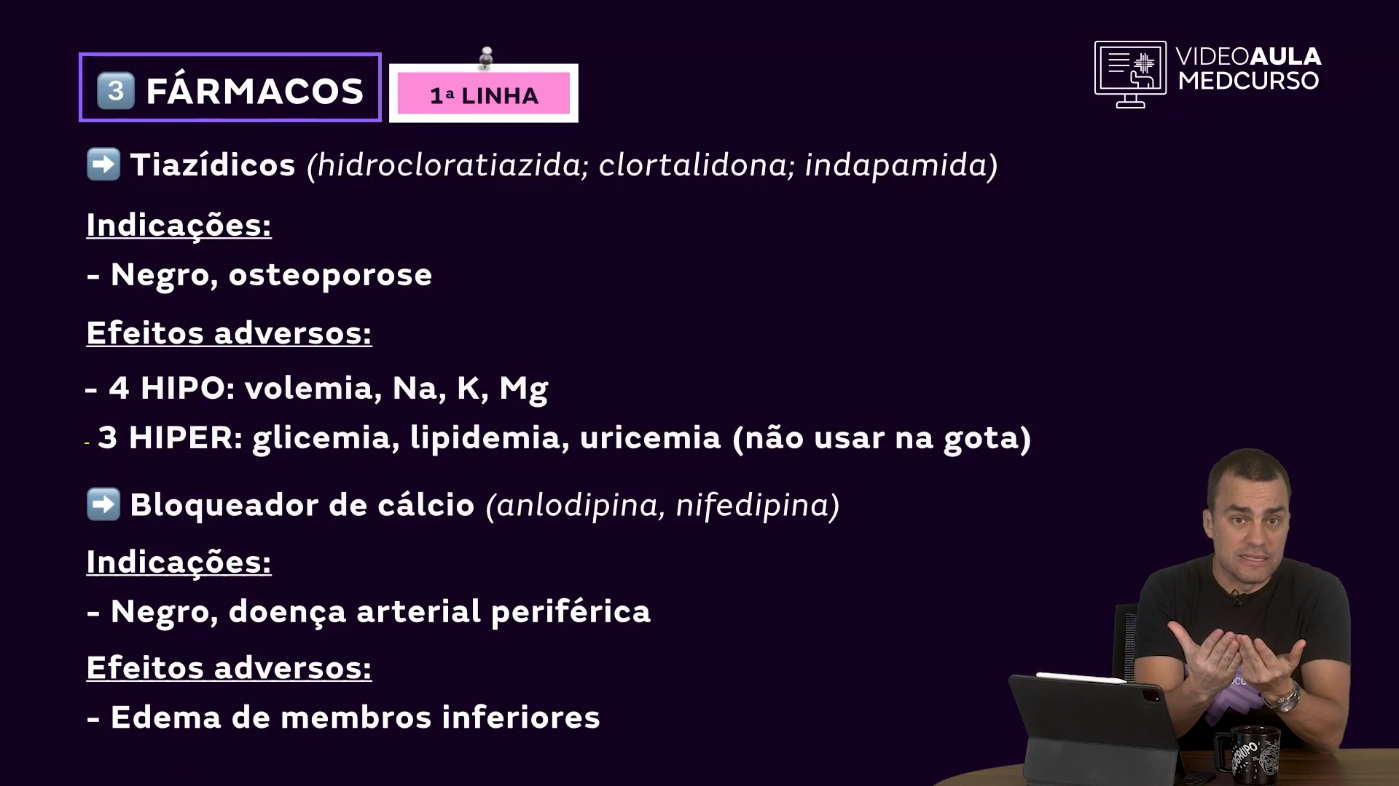 3 FÁRMACOS
1ª LINHA
VIDEOAULA
MEDCURSO
➡ Tiazídicos (hidrocloratiazida; clortalidona; indapamida)
Indicações:
- Negro, osteoporose
Efeitos adversos:
- 4 HIPO: volemia, Na, K, Mg
- 3 HIPER: glicemia, lipidemia, uricemia (não usar na gota)
➡ Bloqueador de cálcio (anlodipina, nifedipina)
Indicações:
- Negro, doença arterial periférica
Efeitos adversos:
- Edema de membros inferiores